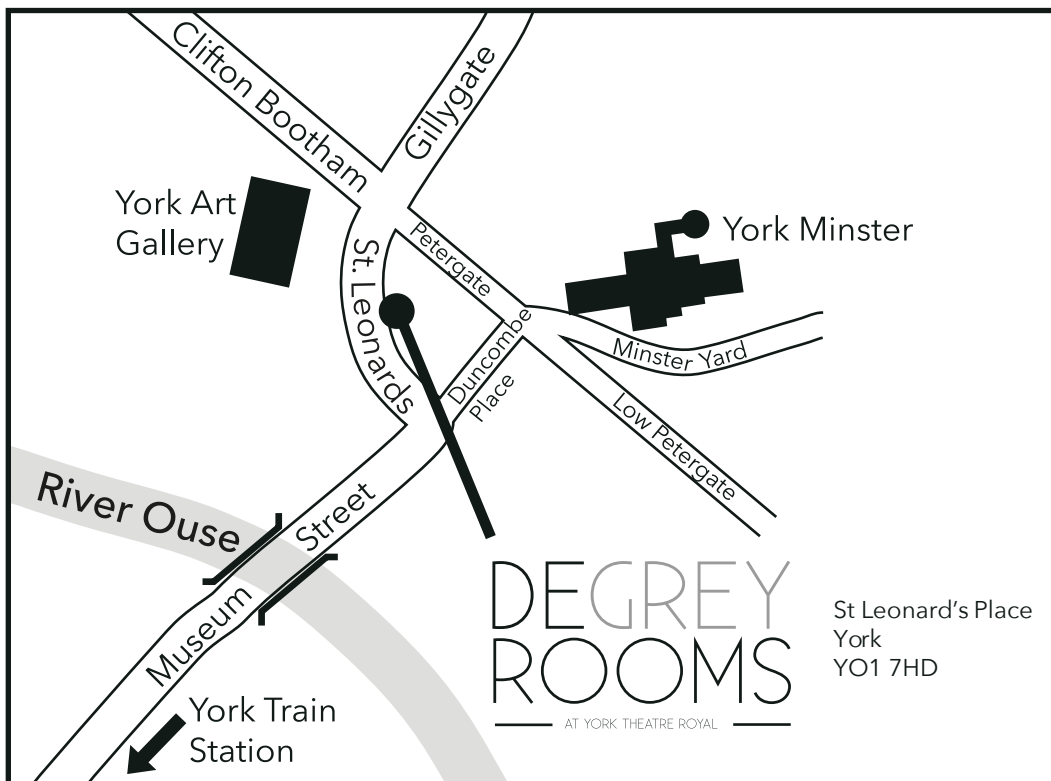 Clifton Bootham
Gillygate
York Art
Gallery
St. Leonards
Petergate
York Minster
Duncombe
Place
Minster Yard
Low Petergate
River Ouse
Museum Street
York Train
Station
DEGREY
ROOMS
AT YORK THEATRE ROYAL
St Leonard's Place
York
YO1 7HD